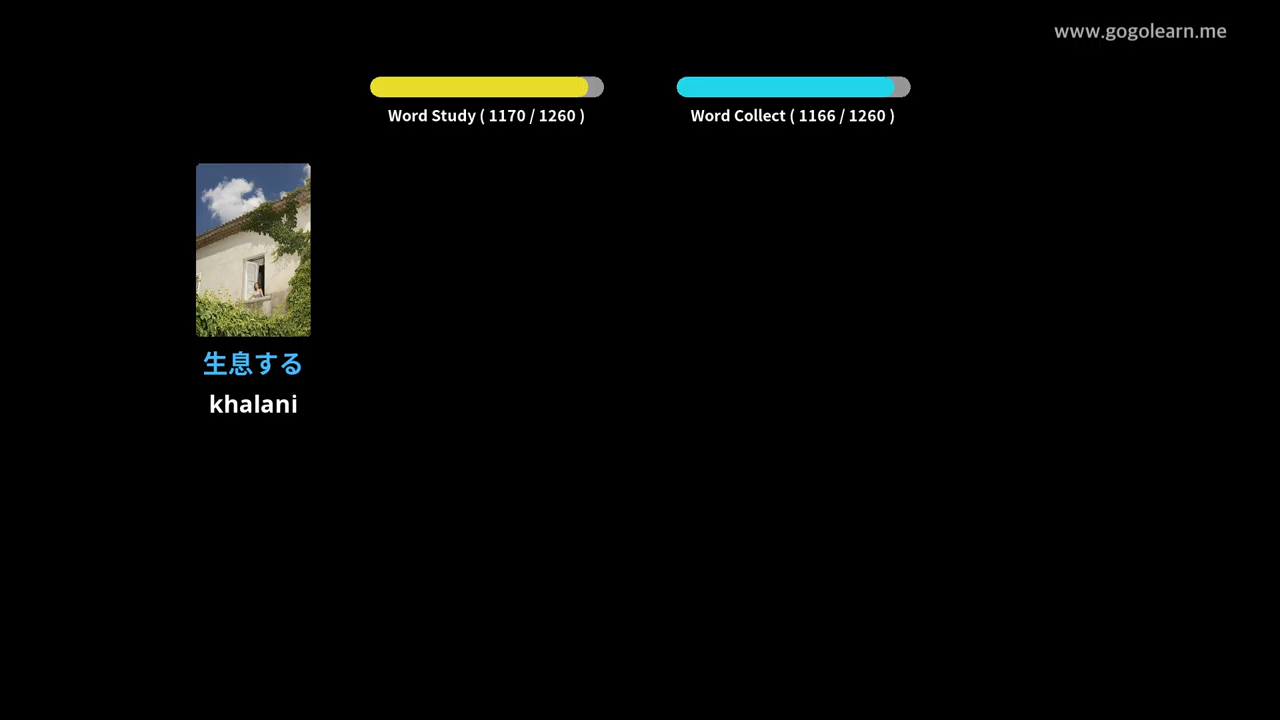 www.gogolearn.me
Word Study ( 1170 / 1260 )
Word Collect ( 1166 / 1260 )
生息する
khalani